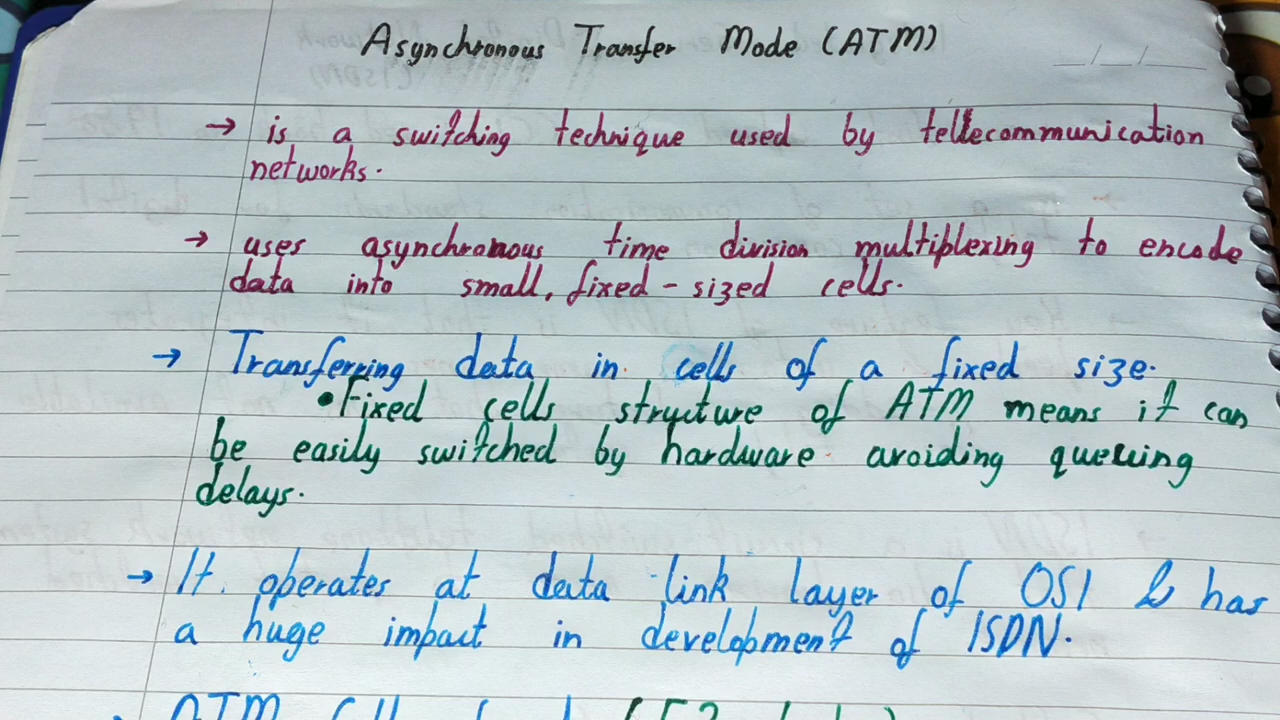 Asynchronous Transfer Mode (ATM)
→ is a switching technique used by tellecommunication
networks.
→ uses asynchronous time division multiplexing to encode
data into small, fixed-sized cells.
→ Transferring data in cells of a fixed size.
•Fixed cells structure of ATM means it can
be easily switched by hardware avoiding queuing
delays.
→ It operates at data link layer of OSI & has
a huge impact in development of ISDN.
ATM